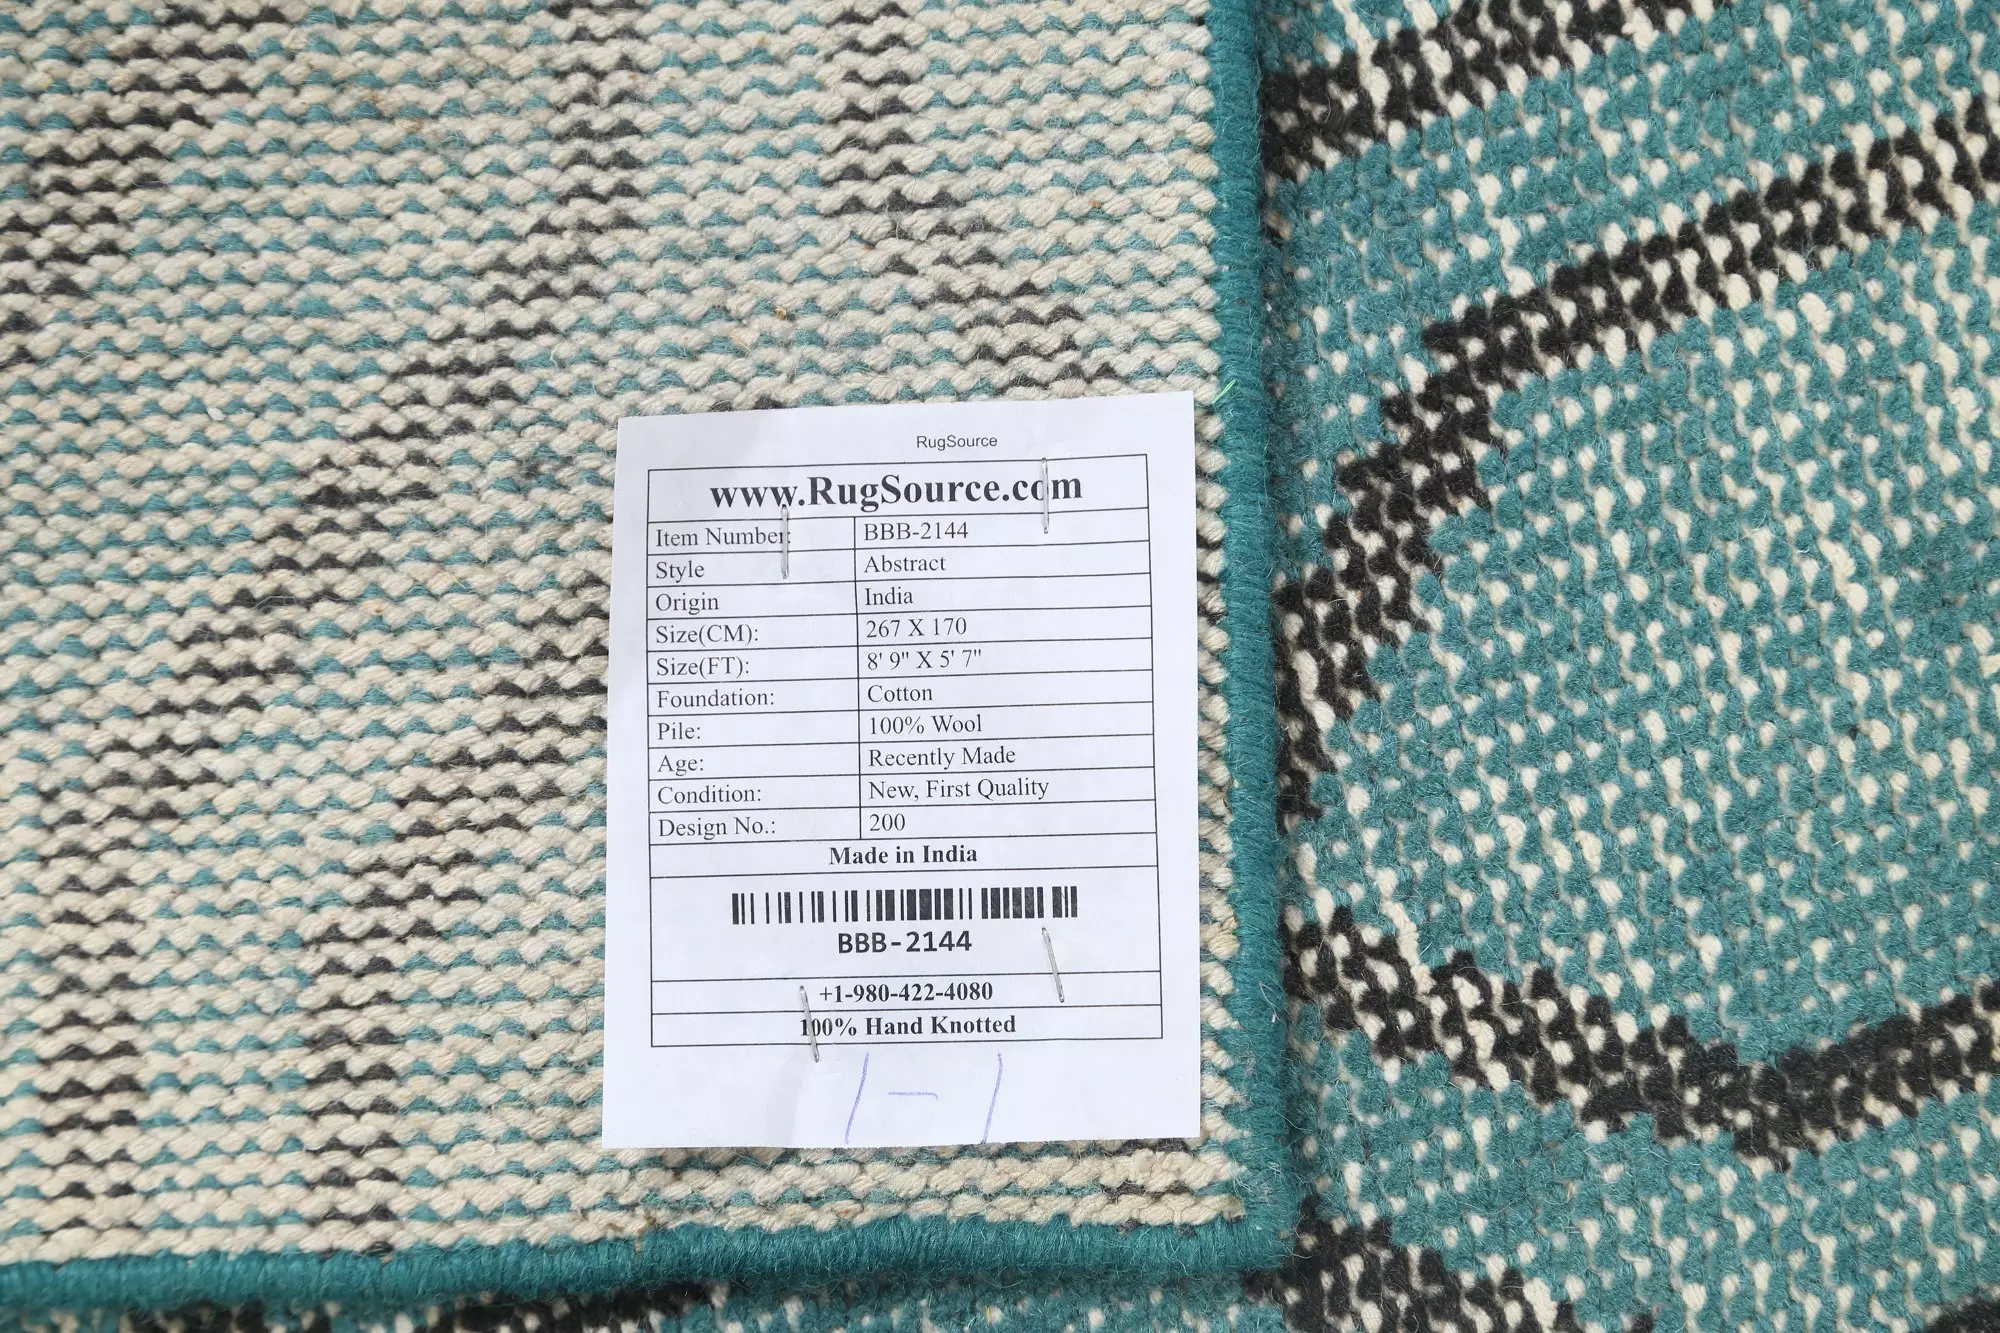 RugSource
www.RugSource.com
Item Number: BBB-2144
Style Abstract
Origin India
Size(CM): 267 X 170
Size(FT): 8' 9" X 5' 7"
Foundation: Cotton
Pile: 100% Wool
Age: Recently Made
Condition: New, First Quality
Design No.: 200
Made in India
BBB-2144
+1-980-422-4080
100% Hand Knotted
1-1